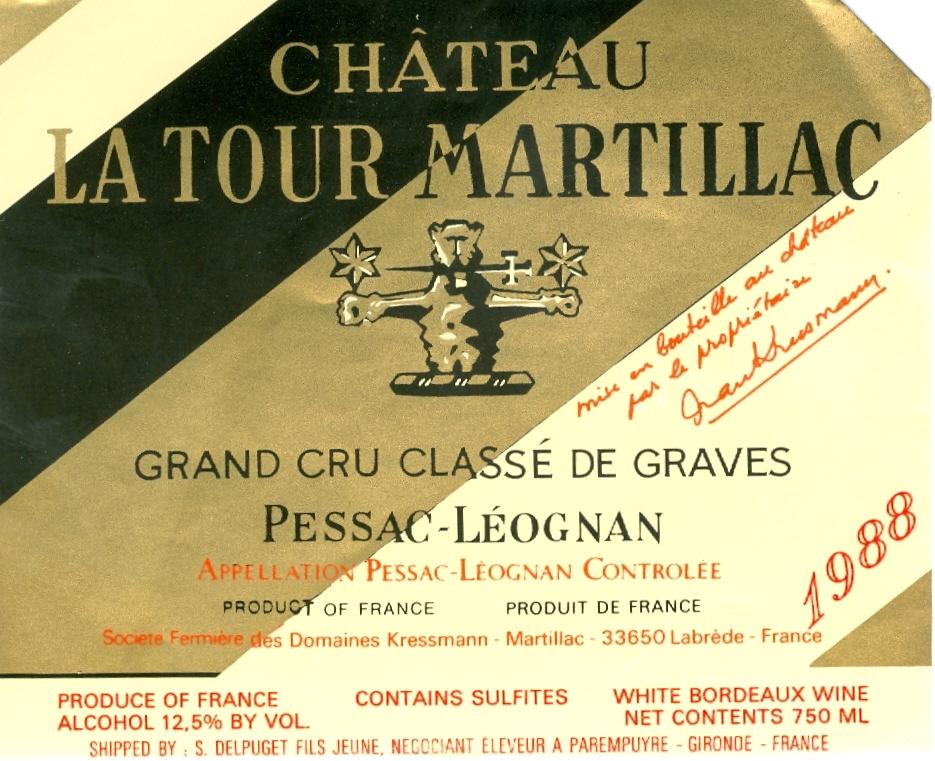 CHÂTEAU
LA TOUR MARTILLAC
mise en bouteille au château
par le propriétaire
Jean Kressmann.
GRAND CRU CLASSÉ DE GRAVES
PESSAC-LÉOGNAN
APPELLATION PESSAC-LÉOGNAN CONTROLÉE
1988
PRODUCT OF FRANCE PRODUIT DE FRANCE
Societe Fermière des Domaines Kressmann - Martillac - 33650 Labrède - France
PRODUCE OF FRANCE CONTAINS SULFITES WHITE BORDEAUX WINE
ALCOHOL 12,5% BY VOL. NET CONTENTS 750 ML
SHIPPED BY : S. DELPUGET FILS JEUNE, NEGOCIANT ELEVEUR A PAREMPUYRE - GIRONDE - FRANCE